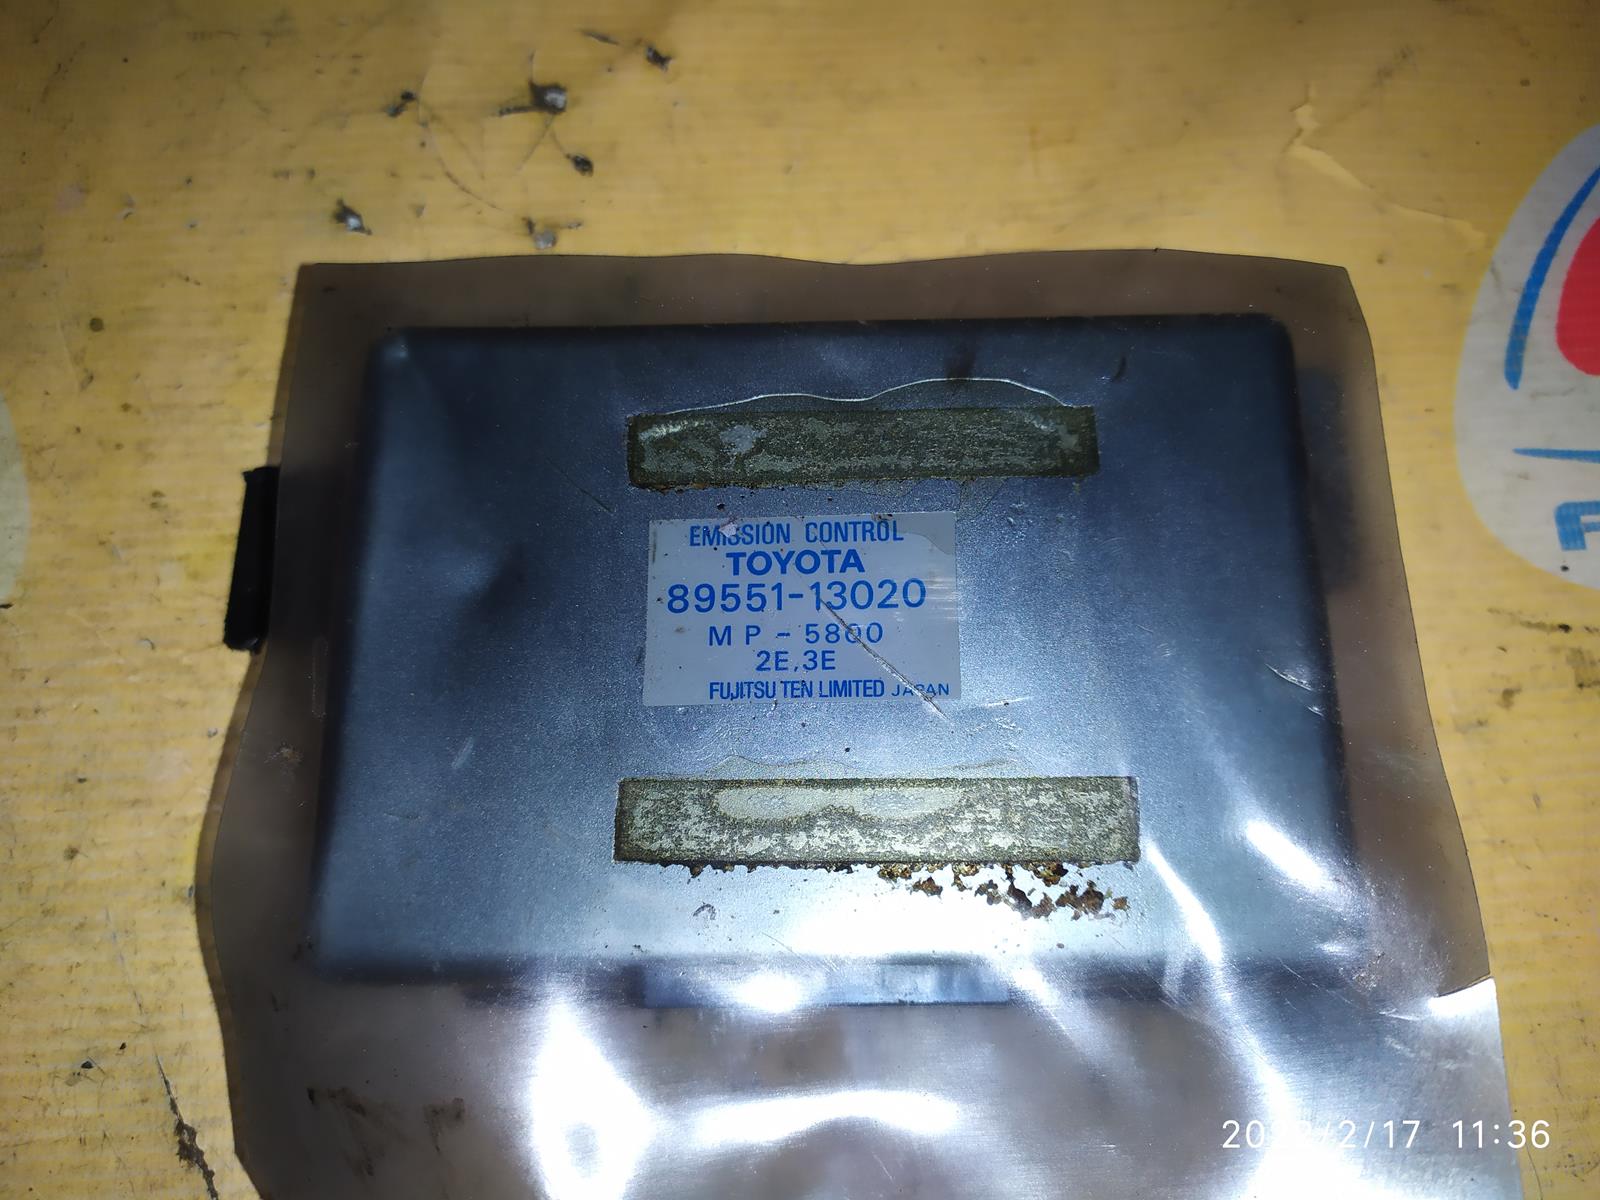 EMISSION CONTROL
TOYOTA
89551-13020
MP-5800
2E,3E
FUJITSU TEN LIMITED JAPAN
2022/2/17 11:36